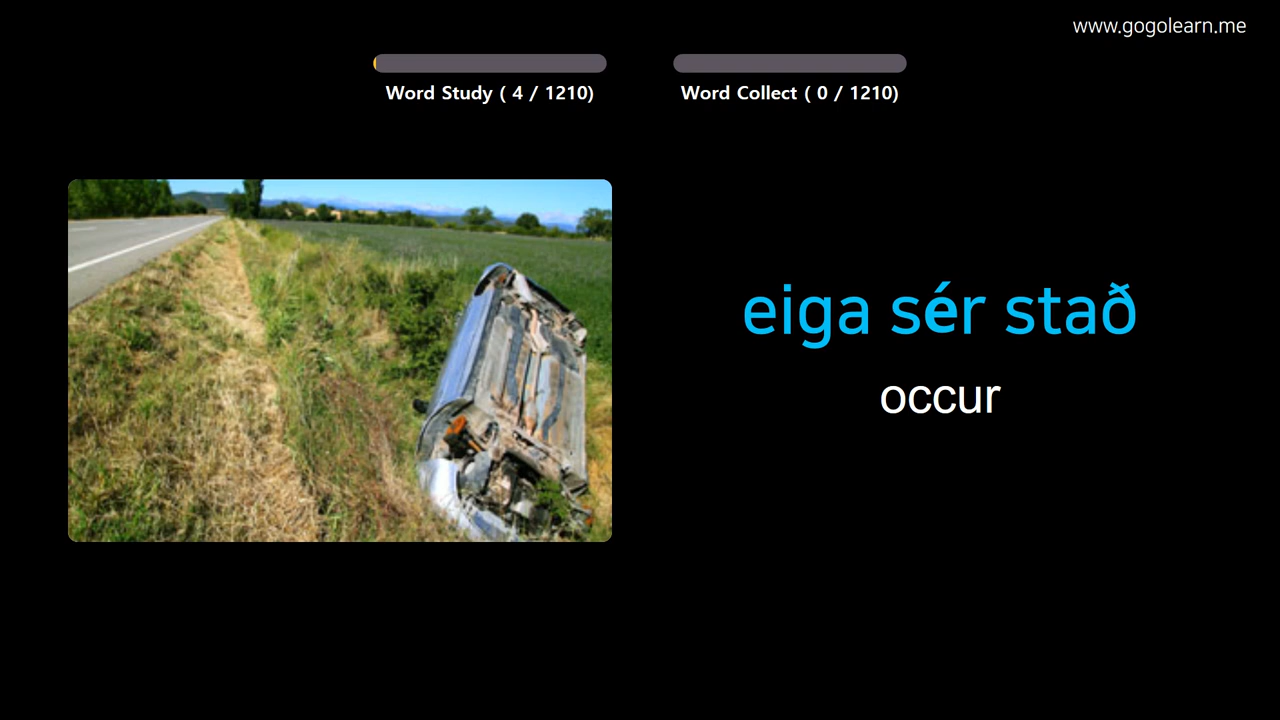 www.gogolearn.me
Word Study ( 4 / 1210)
Word Collect ( 0 / 1210)
eiga sér stað
occur